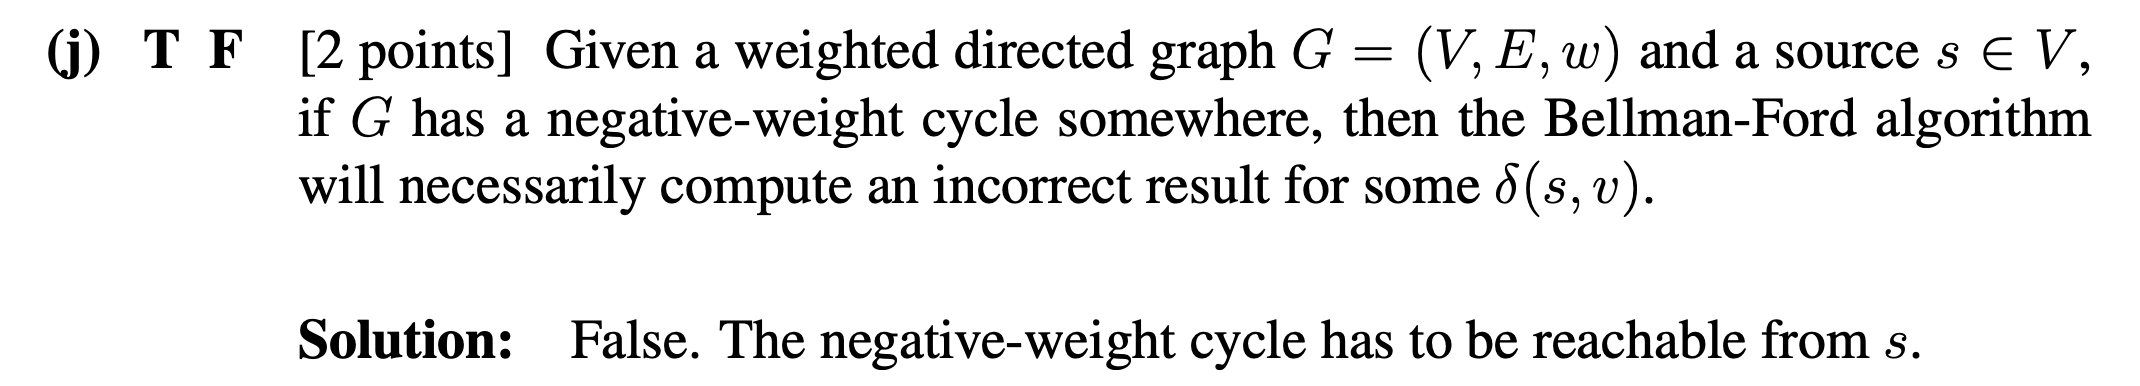 (j) T F [2 points] Given a weighted directed graph G = (V, E, w) and a source s ∈ V,
if G has a negative-weight cycle somewhere, then the Bellman-Ford algorithm
will necessarily compute an incorrect result for some δ(s, v).
Solution: False. The negative-weight cycle has to be reachable from s.